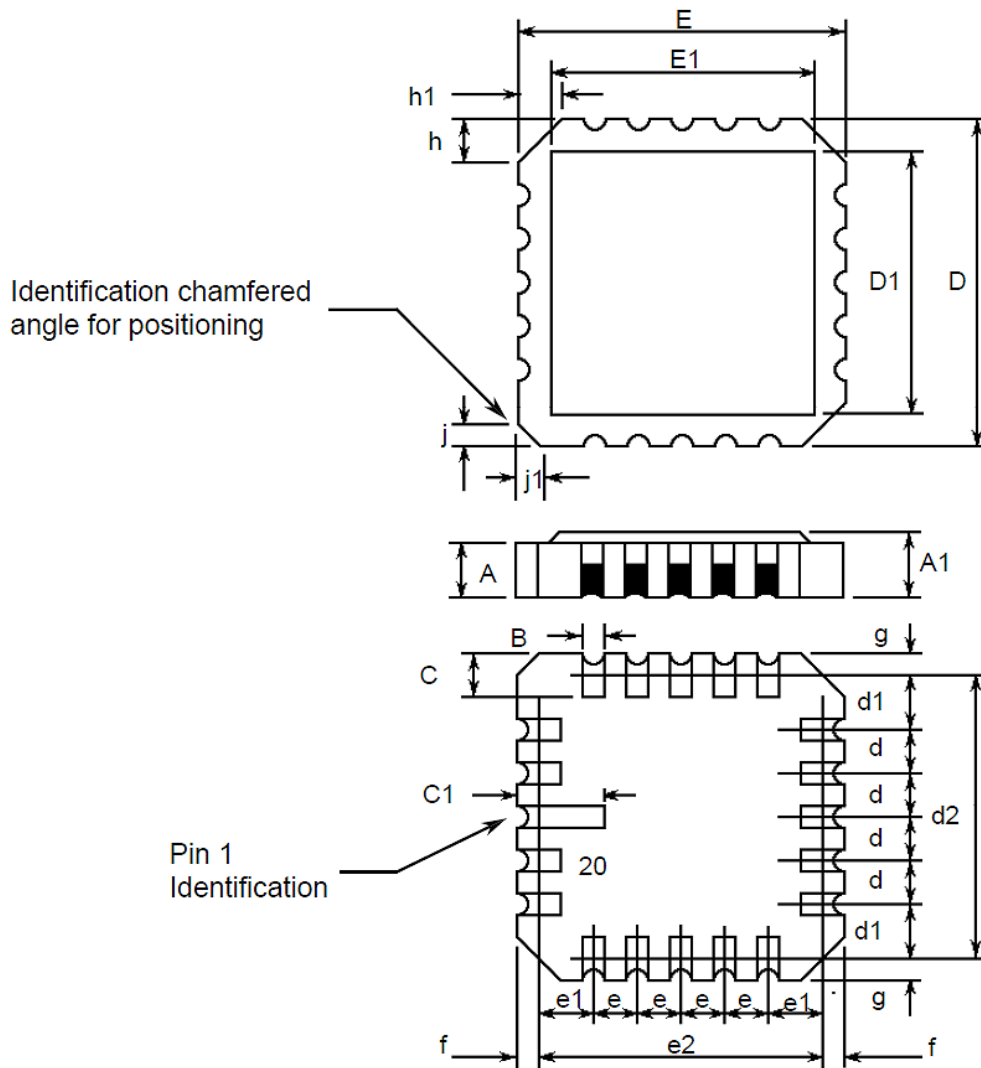 E
E1
h1
h
D1
D
Identification chamfered
angle for positioning
j
j1
A
A1
B
g
C
d1
d
C1
d
d2
d
Pin 1
Identification
20
d
d1
e1 e e e e e1
g
f
e2
f